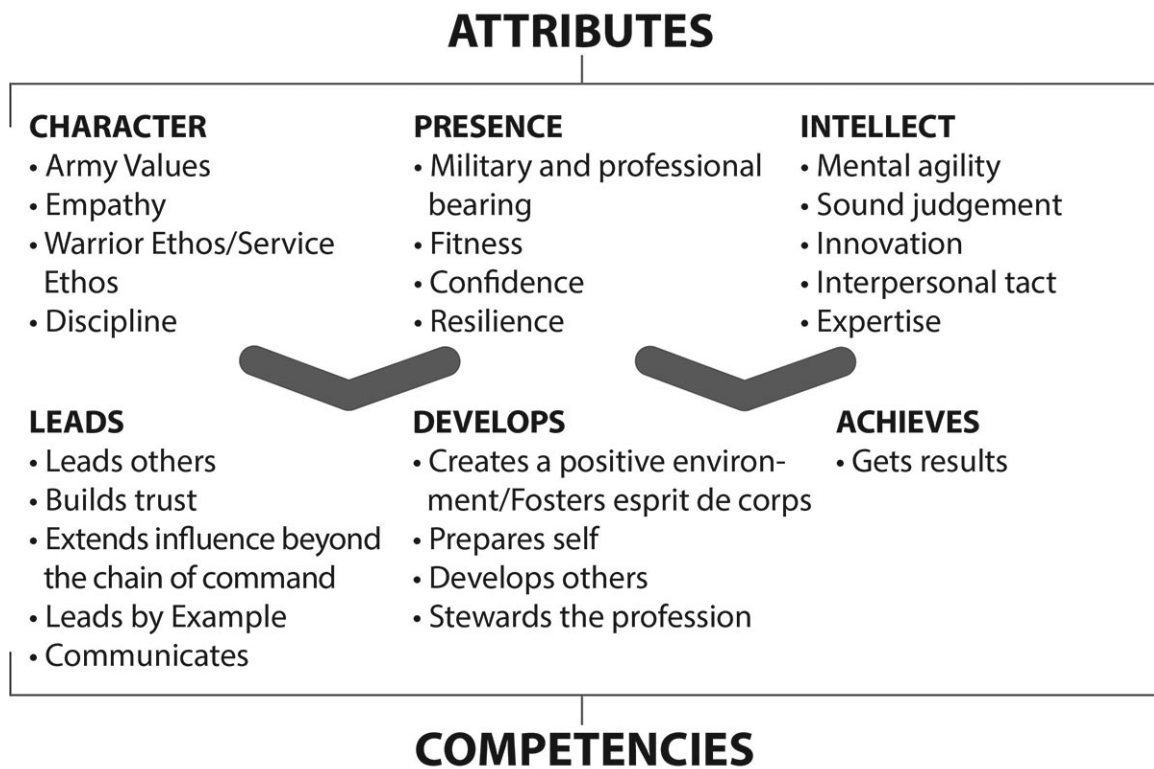 ATTRIBUTES
CHARACTER
• Army Values
• Empathy
• Warrior Ethos/Service
Ethos
• Discipline
PRESENCE
• Military and professional
bearing
• Fitness
• Confidence
• Resilience
INTELLECT
• Mental agility
• Sound judgement
• Innovation
• Interpersonal tact
• Expertise
LEADS
• Leads others
• Builds trust
• Extends influence beyond
the chain of command
• Leads by Example
• Communicates
DEVELOPS
• Creates a positive environ-
ment/Fosters esprit de corps
• Prepares self
• Develops others
• Stewards the profession
ACHIEVES
• Gets results
COMPETENCIES